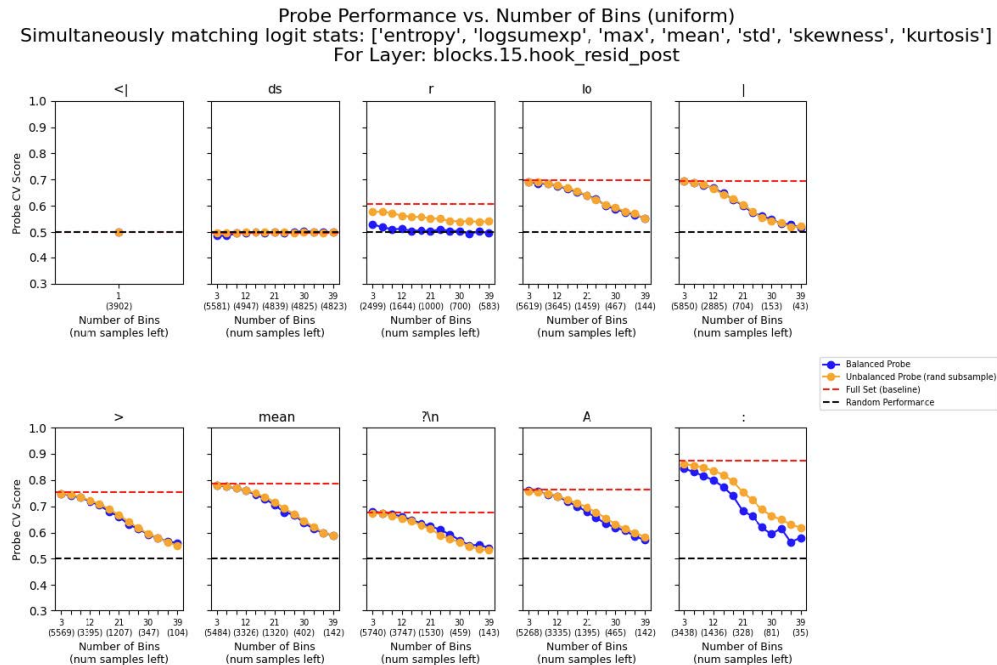 Probe Performance vs. Number of Bins (uniform)
Simultaneously matching logit stats: ['entropy', 'logsumexp', 'max', 'mean', 'std', 'skewness', 'kurtosis']
For Layer: blocks.15.hook_resid_post
<| ds r lo |
1.0
0.9
0.8
0.7
0.6
0.5
0.4
0.3
Probe CV Score
1 3 12 21 30 39 3 12 21 30 39 3 12 21 30 39 3 12 21 30 39
(3902) (5581) (4947) (4839) (4825) (4823) (2499) (1644) (1000) (700) (583) (5619) (3645) (1459) (467) (144) (5850) (2885) (704) (153) (43)
Number of Bins Number of Bins Number of Bins Number of Bins Number of Bins
(num samples left) (num samples left) (num samples left) (num samples left) (num samples left)
Balanced Probe
Unbalanced Probe (rand subsample)
Full Set (baseline)
Random Performance
> mean ?\n A :
1.0
0.9
0.8
0.7
0.6
0.5
0.4
0.3
Probe CV Score
3 12 21 30 39 3 12 21 30 39 3 12 21 30 39 3 12 21 30 39 3 12 21 30 39
(5569) (3395) (1207) (347) (104) (5484) (3326) (1320) (402) (142) (5740) (3747) (1530) (459) (143) (5268) (3335) (1395) (465) (142) (3438) (1436) (328) (81) (35)
Number of Bins Number of Bins Number of Bins Number of Bins Number of Bins
(num samples left) (num samples left) (num samples left) (num samples left) (num samples left)